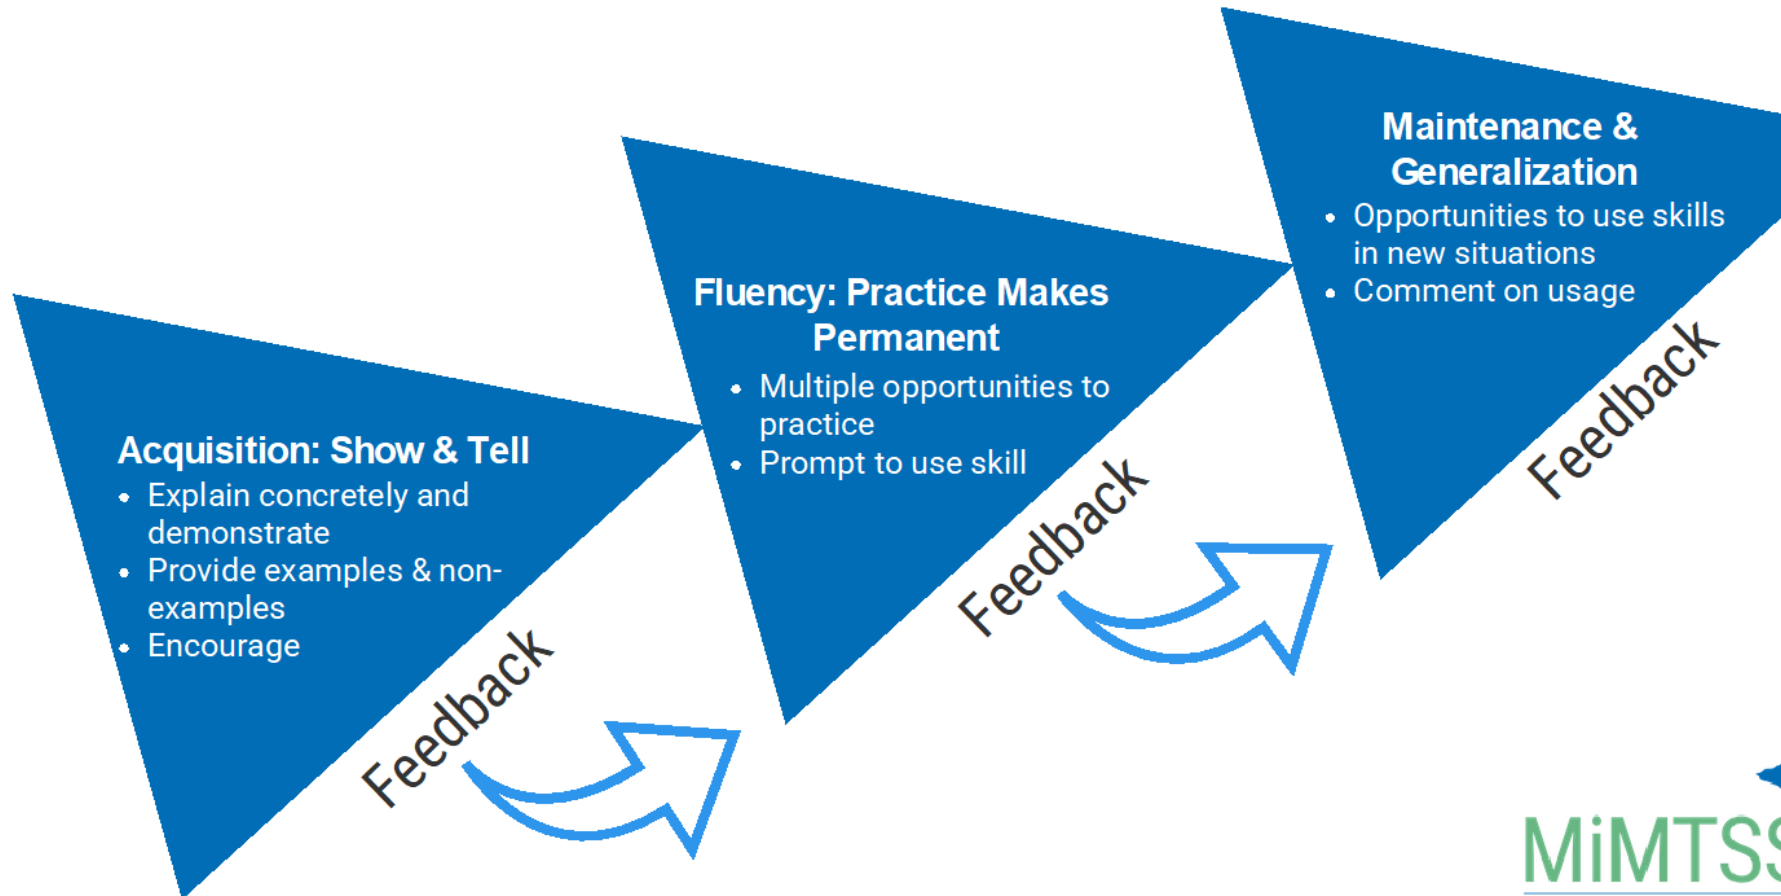 Acquisition: Show & Tell
• Explain concretely and
demonstrate
• Provide examples & non-
examples
• Encourage
Feedback
Fluency: Practice Makes
Permanent
• Multiple opportunities to
practice
• Prompt to use skill
Feedback
Maintenance &
Generalization
• Opportunities to use skills
in new situations
• Comment on usage
Feedback
MiMTSS